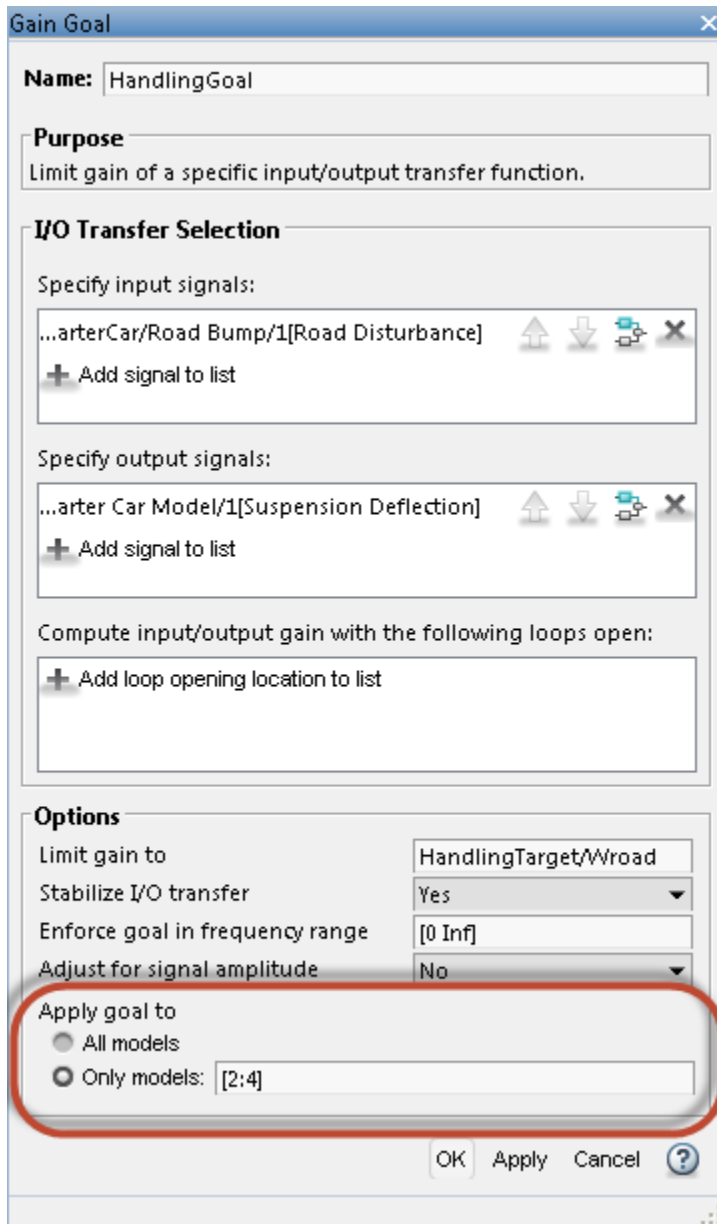 Gain Goal
Name: HandlingGoal
Purpose
Limit gain of a specific input/output transfer function.
I/O Transfer Selection
Specify input signals:
...arterCar/Road Bump/1[Road Disturbance]
Add signal to list
Specify output signals:
...arter Car Model/1[Suspension Deflection]
Add signal to list
Compute input/output gain with the following loops open:
Add loop opening location to list
Options
Limit gain to HandlingTarget/Wroad
Stabilize I/O transfer Yes
Enforce goal in frequency range [0 Inf]
Adjust for signal amplitude No
Apply goal to
All models
Only models: [2:4]
OK Apply Cancel ?